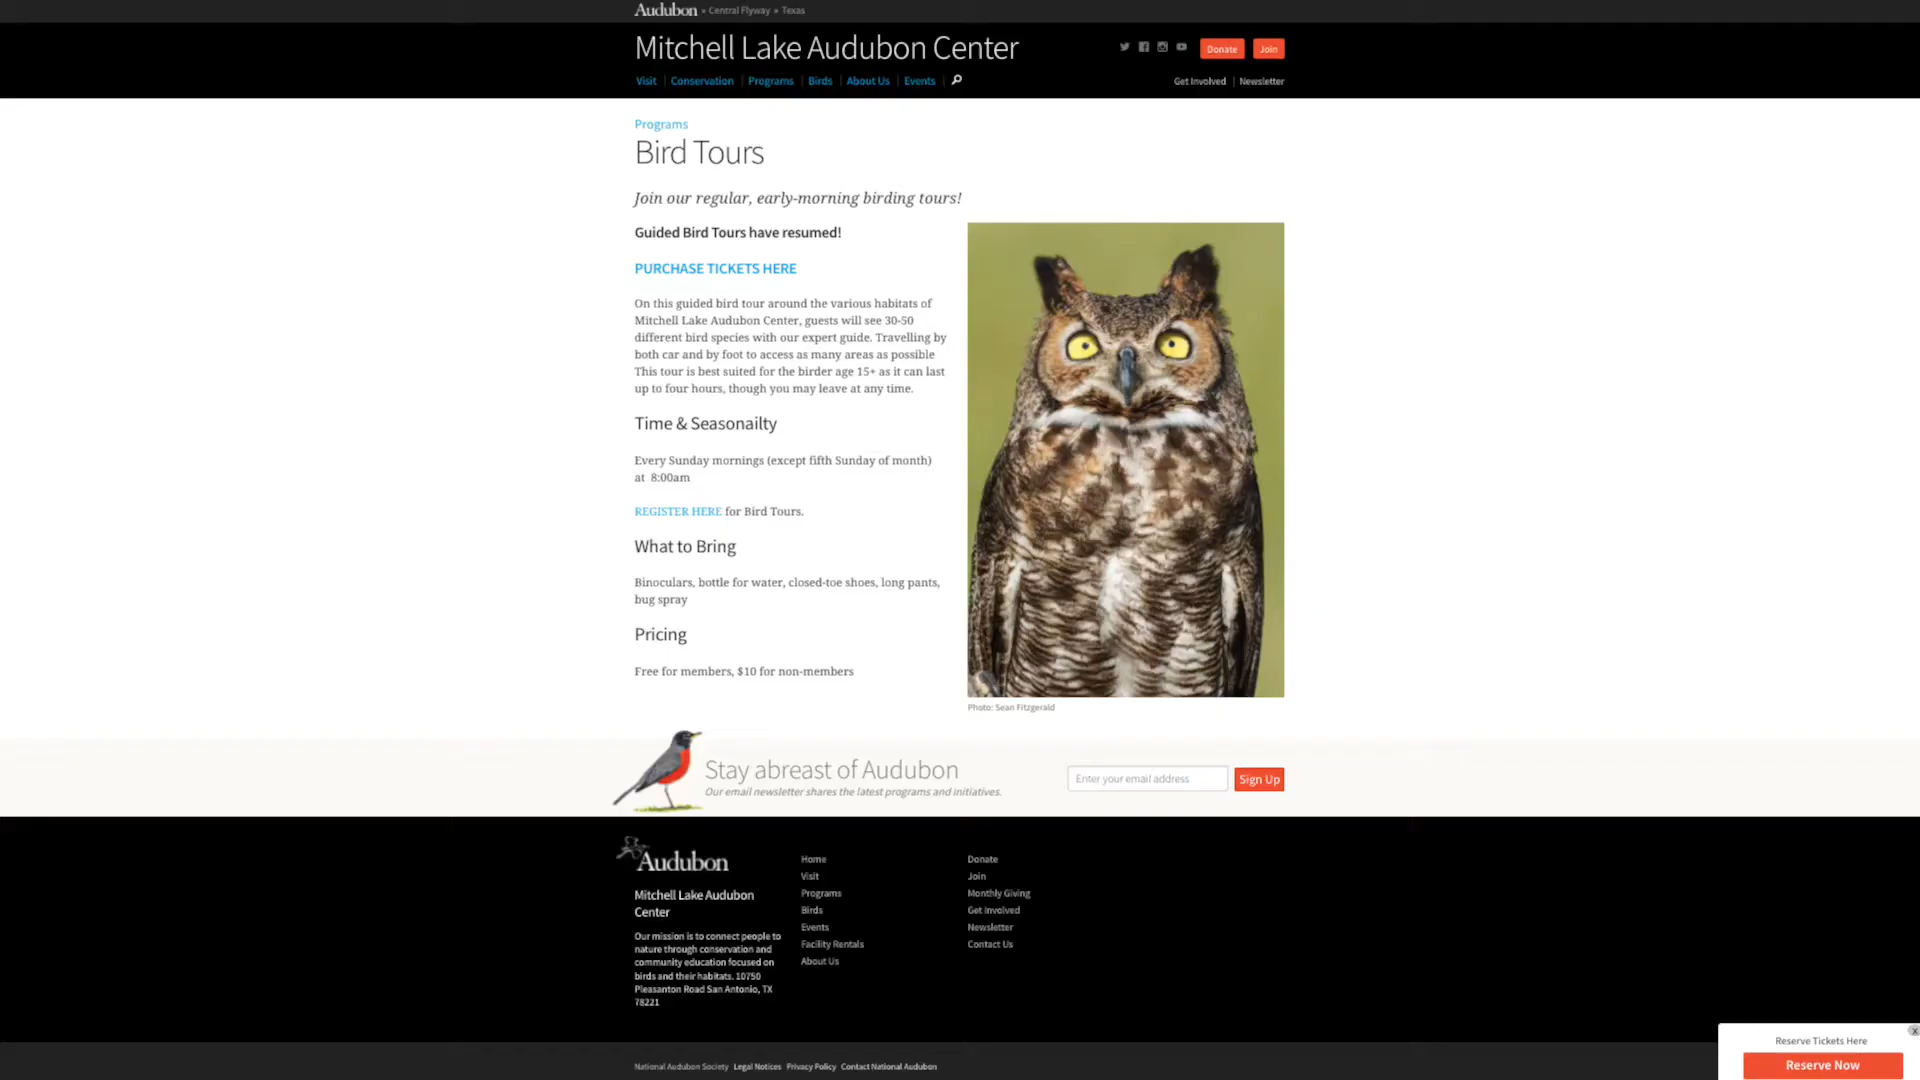 Audubon » Central Flyway » Texas
Mitchell Lake Audubon Center
Donate
Join
Visit
Conservation
Programs
Birds
About Us
Events
Get Involved
Newsletter
Programs
Bird Tours
Join our regular, early-morning birding tours!
Guided Bird Tours have resumed!
PURCHASE TICKETS HERE
On this guided bird tour around the various habitats of
Mitchell Lake Audubon Center, guests will see 30-50
different bird species with our expert guide. Travelling by
both car and by foot to access as many areas as possible
This tour is best suited for the birder age 15+ as it can last
up to four hours, though you may leave at any time.
Time & Seasonailty
Every Sunday mornings (except fifth Sunday of month)
at 8:00am
REGISTER HERE for Bird Tours.
What to Bring
Binoculars, bottle for water, closed-toe shoes, long pants,
bug spray
Pricing
Free for members, $10 for non-members
Photo: Sean Fitzgerald
Stay abreast of Audubon
Our email newsletter shares the latest programs and initiatives.
Enter your email address
Sign Up
Audubon
Mitchell Lake Audubon
Center
Our mission is to connect people to
nature through conservation and
community education focused on
birds and their habitats. 10750
Pleasanton Road San Antonio, TX
78221
Home
Visit
Programs
Birds
Events
Facility Rentals
About Us
Donate
Join
Monthly Giving
Get Involved
Newsletter
Contact Us
National Audubon Society
Legal Notices
Privacy Policy
Contact National Audubon
x
Reserve Tickets Here
Reserve Now